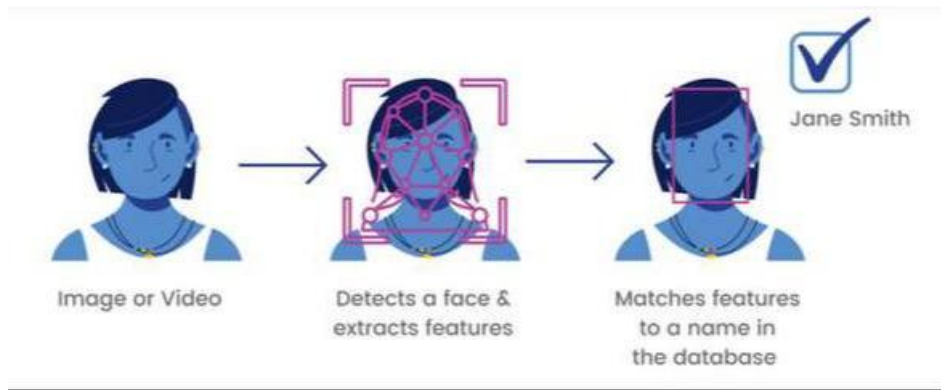 Jane Smith
Image or Video
Detects a face &
extracts features
Matches features
to a name in
the database